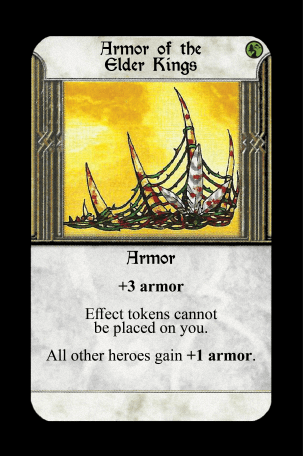 Armor of the
Elder Kings
Armor
+3 armor
Effect tokens cannot
be placed on you.
All other heroes gain +1 armor.